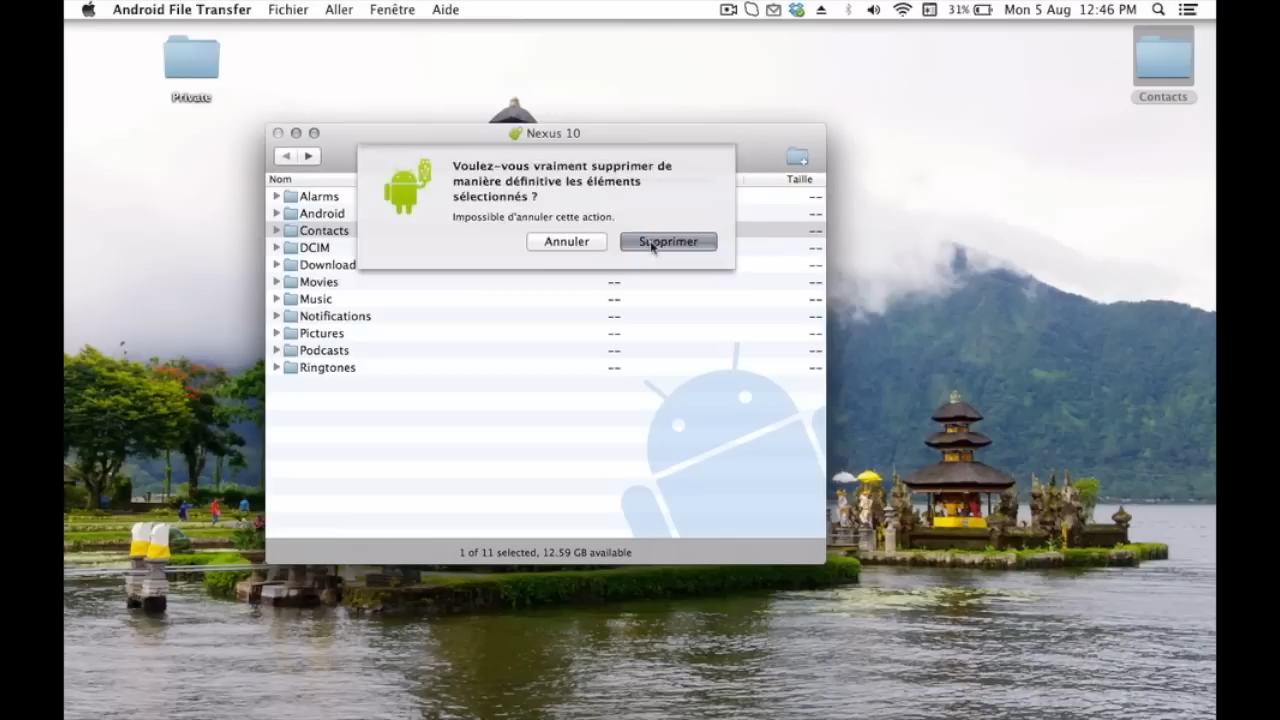 Android File Transfer Fichier Aller Fenêtre Aide 31% Mon 5 Aug 12:46 PM
Private
Contacts
Nexus 10
Voulez-vous vraiment supprimer de
manière définitive les éléments
sélectionnés ?
Impossible d'annuler cette action.
Annuler Supprimer
Nom Taille
Alarms --
Android --
Contacts --
DCIM --
Download --
Movies -- --
Music -- --
Notifications -- --
Pictures -- --
Podcasts -- --
Ringtones -- --
1 of 11 selected, 12.59 GB available